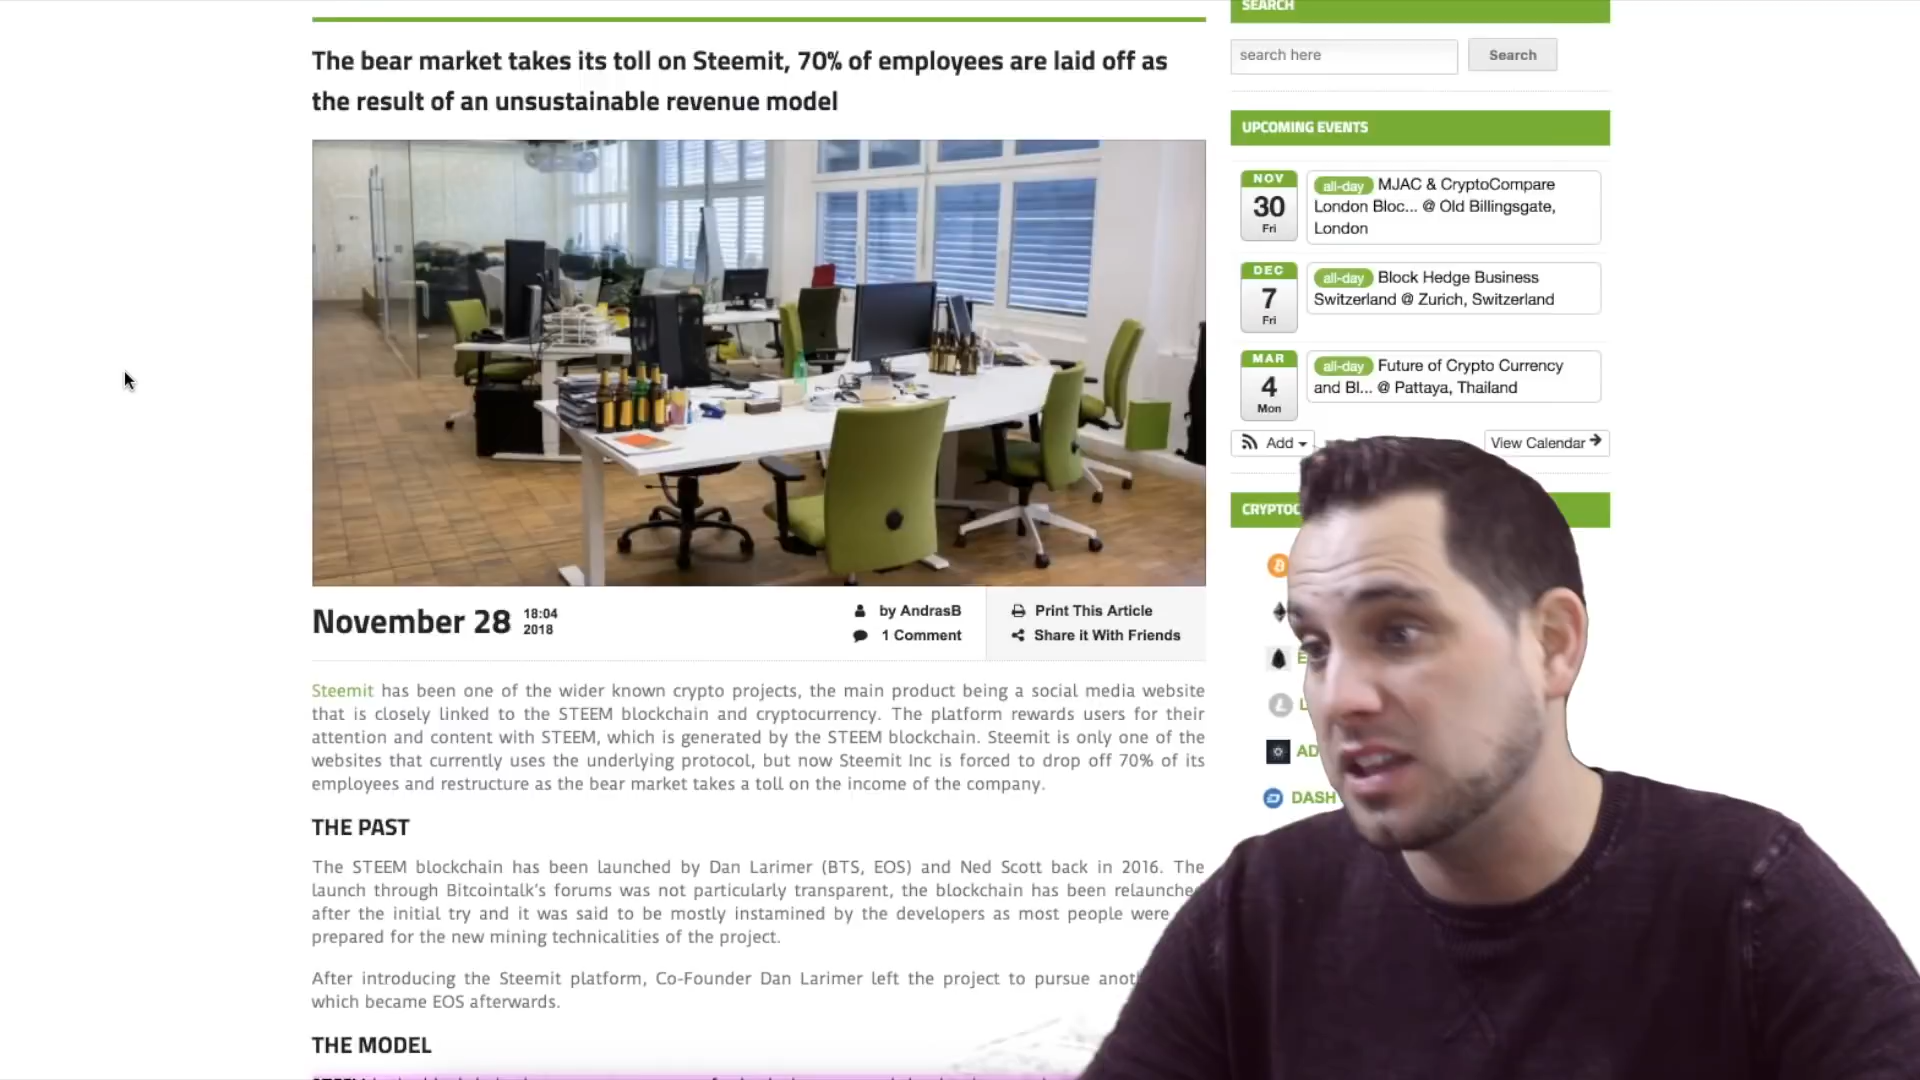 The bear market takes its toll on Steemit, 70% of employees are laid off as
the result of an unsustainable revenue model
November 28
18:04
2018
by AndrasB
1 Comment
Print This Article
Share it With Friends
Steemit has been one of the wider known crypto projects, the main product being a social media website
that is closely linked to the STEEM blockchain and cryptocurrency. The platform rewards users for their
attention and content with STEEM, which is generated by the STEEM blockchain. Steemit is only one of the
websites that currently uses the underlying protocol, but now Steemit Inc is forced to drop off 70% of its
employees and restructure as the bear market takes a toll on the income of the company.
THE PAST
The STEEM blockchain has been launched by Dan Larimer (BTS, EOS) and Ned Scott back in 2016. The
launch through Bitcointalk's forums was not particularly transparent, the blockchain has been relaunche
after the initial try and it was said to be mostly instamined by the developers as most people were
prepared for the new mining technicalities of the project.
After introducing the Steemit platform, Co-Founder Dan Larimer left the project to pursue anot
which became EOS afterwards.
THE MODEL
SEARCH
search here
Search
UPCOMING EVENTS
NOV
30
Fri
all-day MJAC & CryptoCompare
London Bloc... @ Old Billingsgate,
London
DEC
7
Fri
all-day Block Hedge Business
Switzerland @ Zurich, Switzerland
MAR
4
Mon
all-day Future of Crypto Currency
and Bl... @ Pattaya, Thailand
Add
View Calendar
CRYPTOC
E
L
AD
DASH